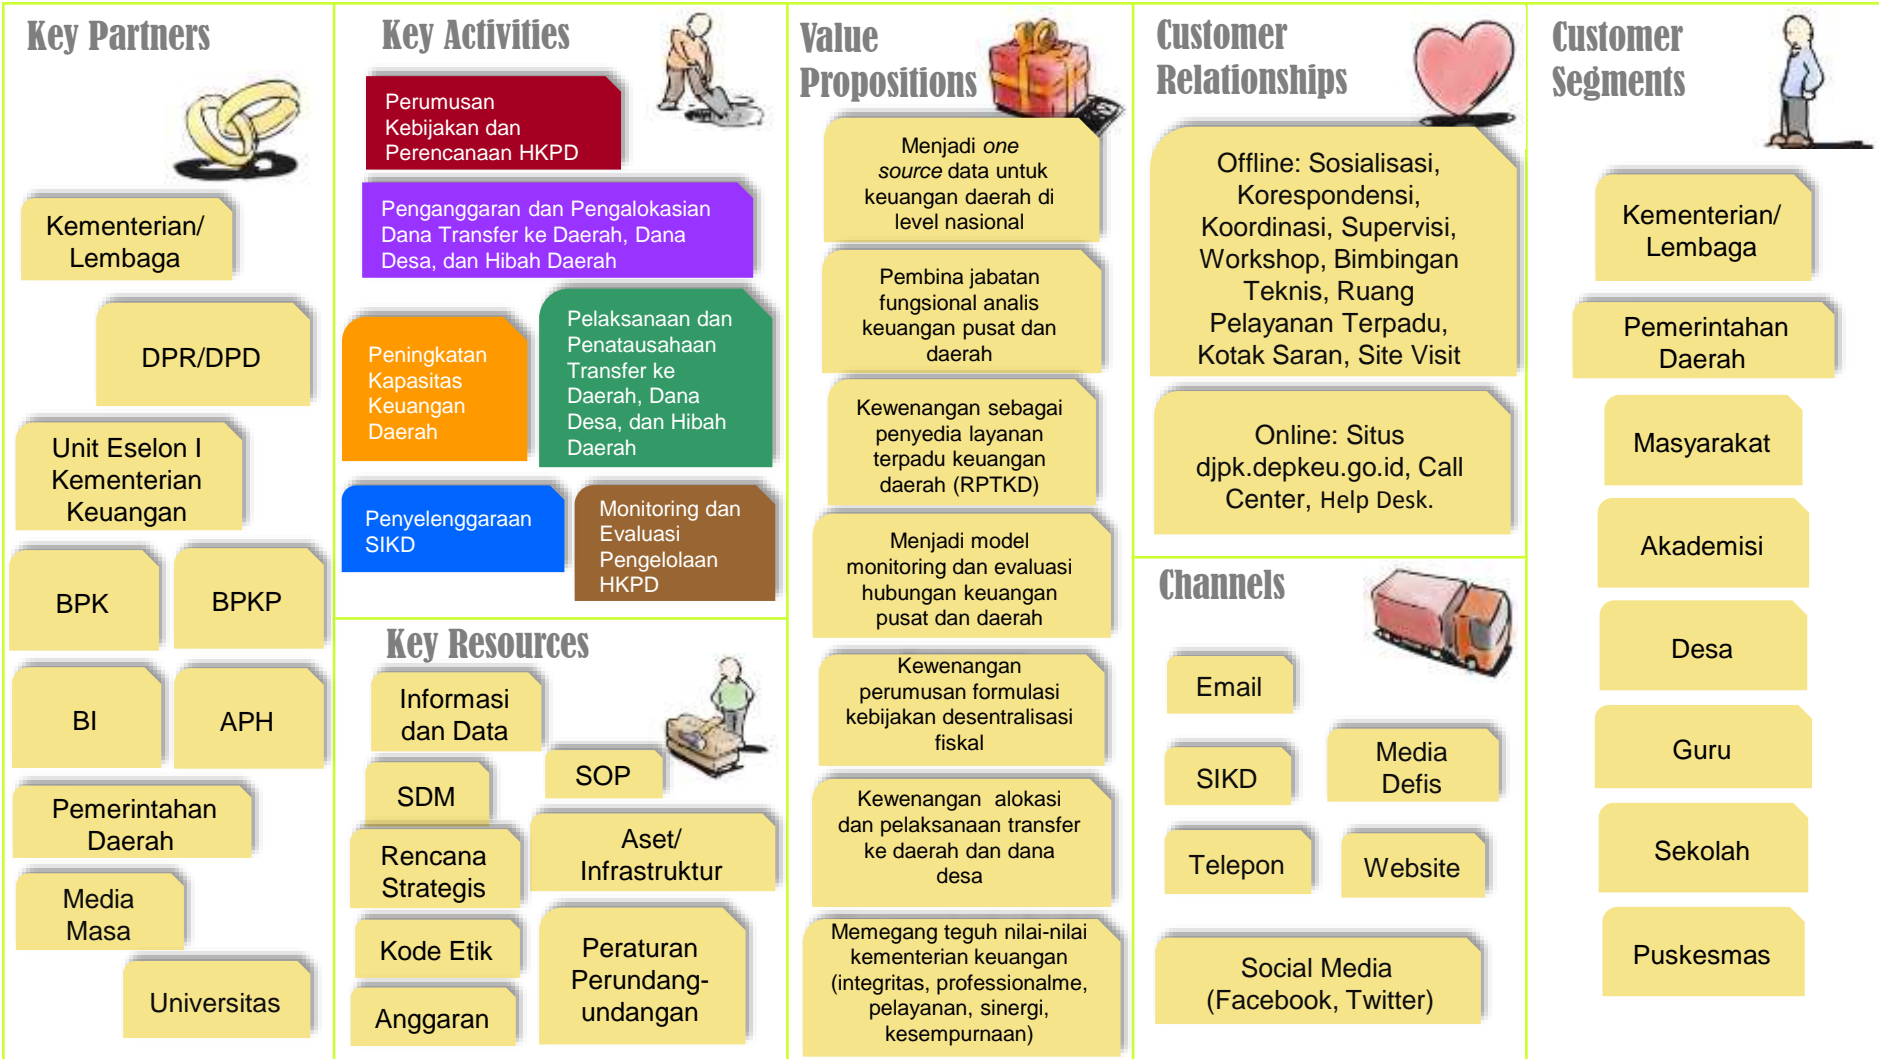 Key Partners
Kementerian/
Lembaga
DPR/DPD
Unit Eselon I
Kementerian
Keuangan
BPK
BPKP
BI
APH
Pemerintahan
Daerah
Media
Masa
Universitas
Key Activities
Perumusan
Kebijakan dan
Perencanaan HKPD
Penganggaran dan Pengalokasian
Dana Transfer ke Daerah, Dana
Desa, dan Hibah Daerah
Peningkatan
Kapasitas
Keuangan
Daerah
Pelaksanaan dan
Penatausahaan
Transfer ke
Daerah, Dana
Desa, dan Hibah
Daerah
Penyelenggaraan
SIKD
Monitoring dan
Evaluasi
Pengelolaan
HKPD
Key Resources
Informasi
dan Data
SOP
SDM
Aset/
Infrastruktur
Rencana
Strategis
Kode Etik
Peraturan
Perundang-
undangan
Anggaran
Value
Propositions
Menjadi one
source data untuk
keuangan daerah di
level nasional
Pembina jabatan
fungsional analis
keuangan pusat dan
daerah
Kewenangan sebagai
penyedia layanan
terpadu keuangan
daerah (RPTKD)
Menjadi model
monitoring dan evaluasi
hubungan keuangan
pusat dan daerah
Kewenangan
perumusan formulasi
kebijakan desentralisasi
fiskal
Kewenangan alokasi
dan pelaksanaan transfer
ke daerah dan dana
desa
Memegang teguh nilai-nilai
kementerian keuangan
(integritas, professionalme,
pelayanan, sinergi,
kesempurnaan)
Customer
Relationships
Offline: Sosialisasi,
Korespondensi,
Koordinasi, Supervisi,
Workshop, Bimbingan
Teknis, Ruang
Pelayanan Terpadu,
Kotak Saran, Site Visit
Online: Situs
djpk.depkeu.go.id, Call
Center, Help Desk.
Channels
Email
SIKD
Media
Defis
Telepon
Website
Social Media
(Facebook, Twitter)
Customer
Segments
Kementerian/
Lembaga
Pemerintahan
Daerah
Masyarakat
Akademisi
Desa
Guru
Sekolah
Puskesmas